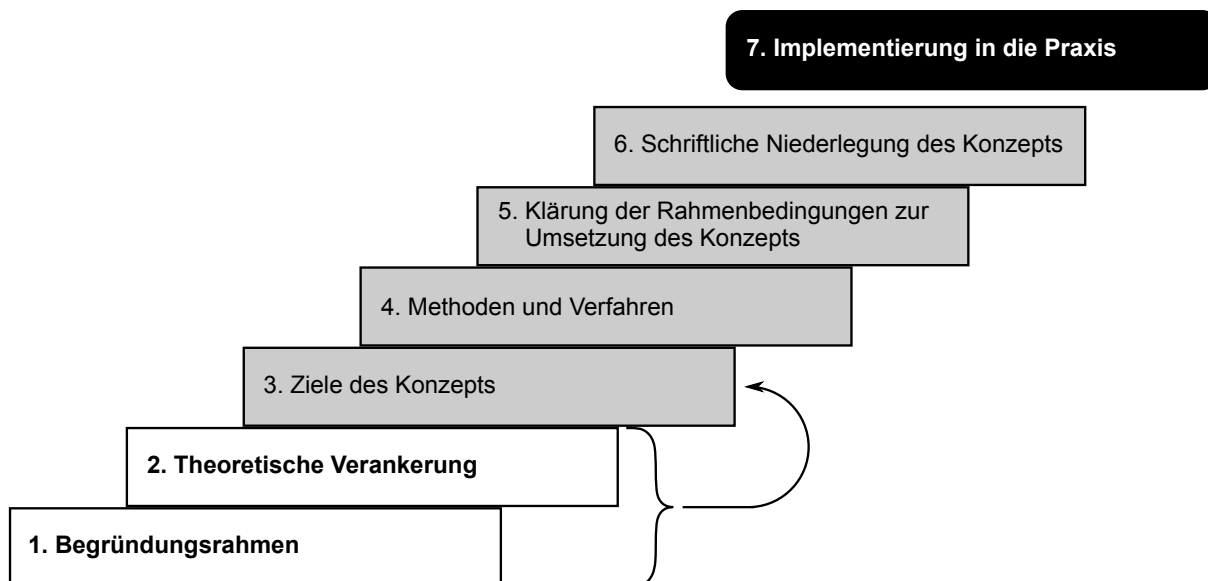 7. Implementierung in die Praxis
6. Schriftliche Niederlegung des Konzepts
5. Klärung der Rahmenbedingungen zur
Umsetzung des Konzepts
4. Methoden und Verfahren
3. Ziele des Konzepts
2. Theoretische Verankerung
1. Begründungsrahmen